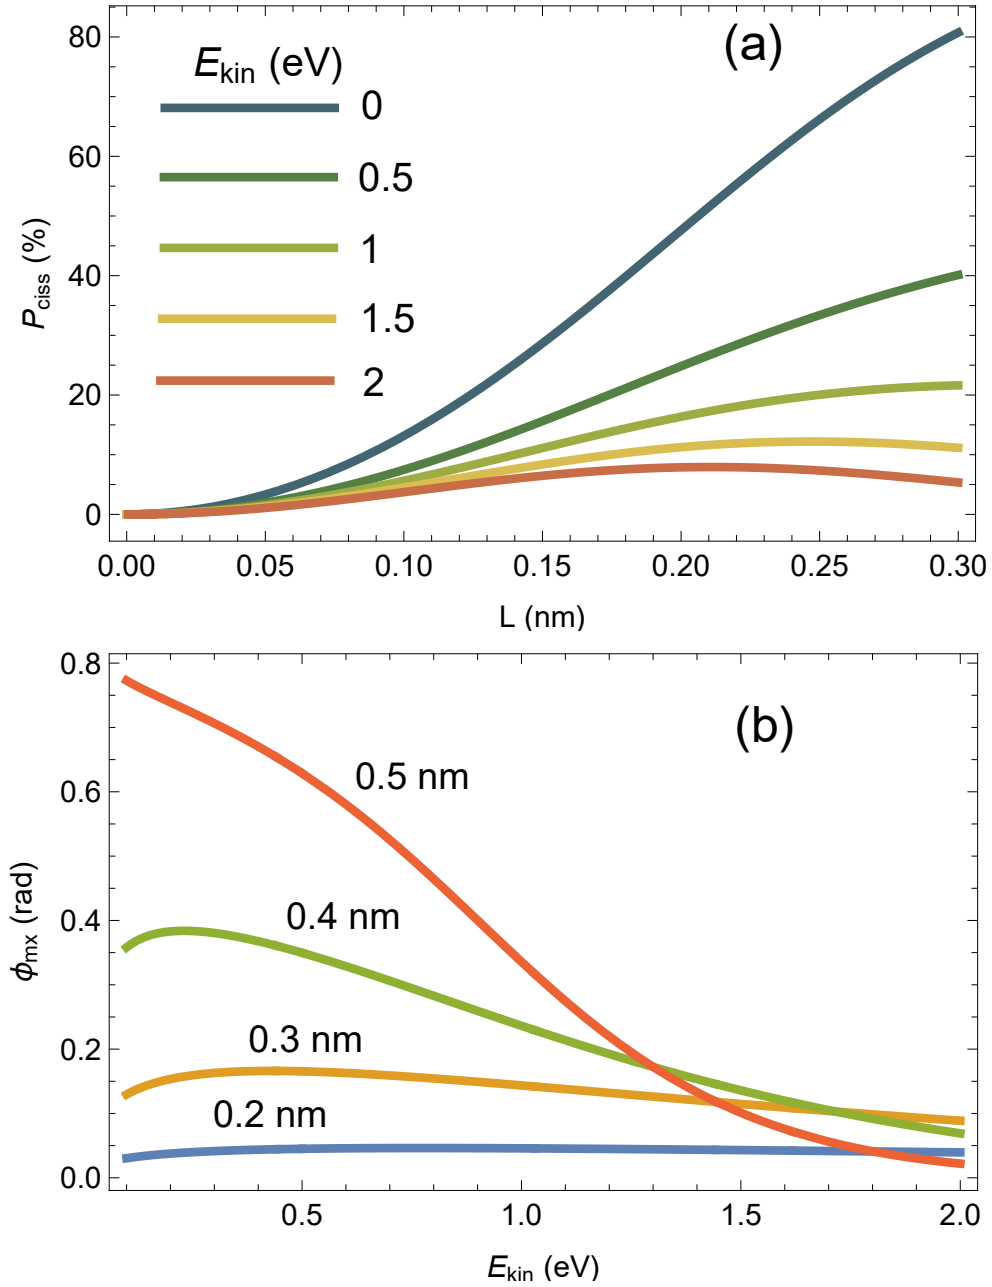 (a)
E_kin (eV)
0
0.5
1
1.5
2
80
60
40
20
0
P_ciss (%)
0.00 0.05 0.10 0.15 0.20 0.25 0.30
L (nm)
(b)
0.5 nm
0.4 nm
0.3 nm
0.2 nm
0.8
0.6
0.4
0.2
0.0
ϕ_mx (rad)
0.5 1.0 1.5 2.0
E_kin (eV)